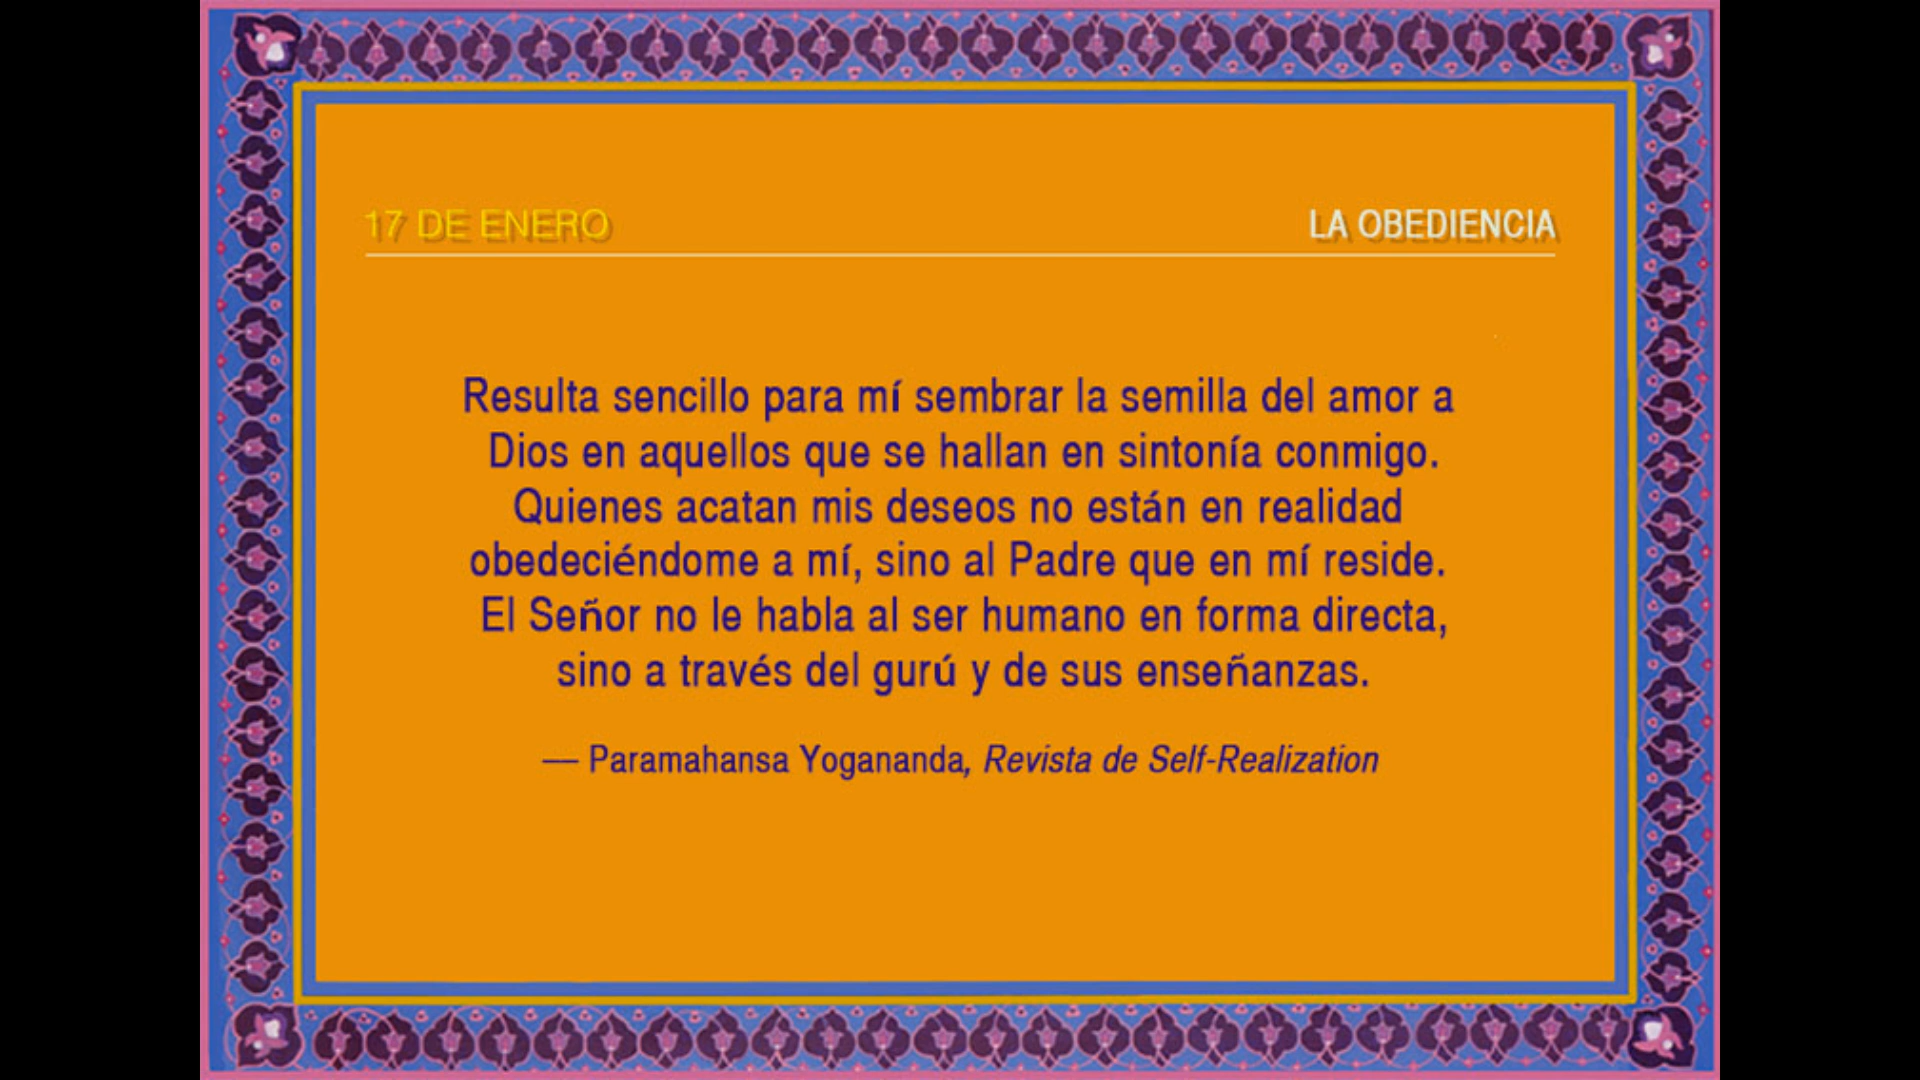 17 DE ENERO
LA OBEDIENCIA
Resulta sencillo para mí sembrar la semilla del amor a
Dios en aquellos que se hallan en sintonía conmigo.
Quienes acatan mis deseos no están en realidad
obedeciéndome a mí, sino al Padre que en mí reside.
El Señor no le habla al ser humano en forma directa,
sino a través del gurú y de sus enseñanzas.
— Paramahansa Yogananda, Revista de Self-Realization